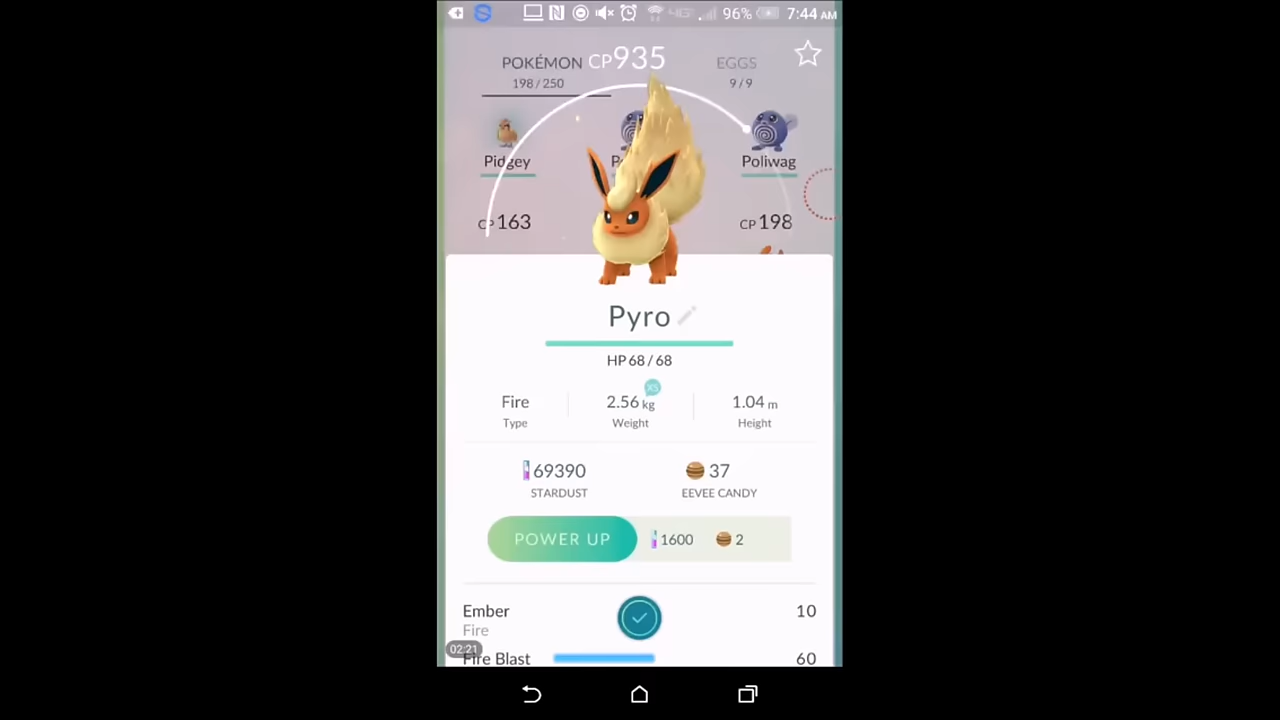 96% 7:44 AM
POKÉMON CP935 EGGS
198 / 250 9 / 9
Pidgey Po Poliwag
CP163 CP198
Pyro
HP 68 / 68
XS
Fire 2.56 kg 1.04 m
Type Weight Height
69390 37
STARDUST EEVEE CANDY
POWER UP 1600 2
Ember 10
Fire
02:21
Fire Blast 60